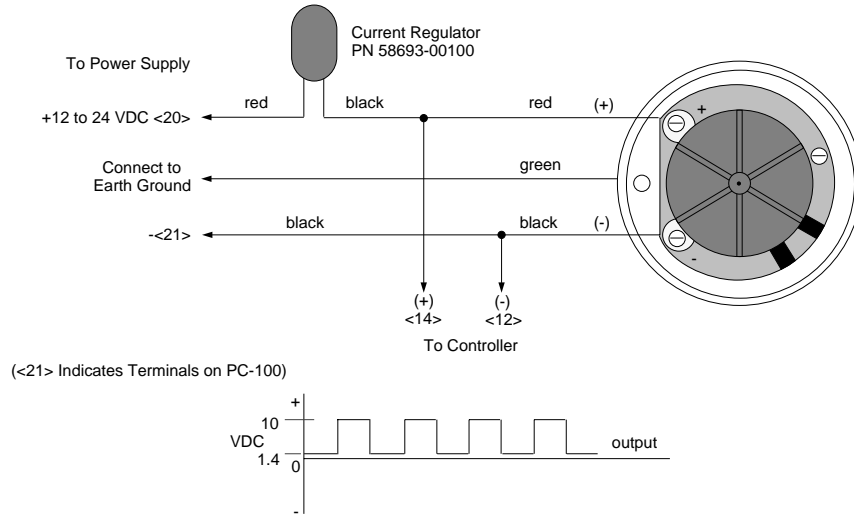 Current Regulator
PN 58693-00100
To Power Supply
red
black
red
(+)
+
+12 to 24 VDC <20>
Connect to
Earth Ground
green
-<21>
black
black
(-)
-
(+)
<14>
(-)
<12>
To Controller
(<21> Indicates Terminals on PC-100)
+
10
VDC
1.4
0
output
-